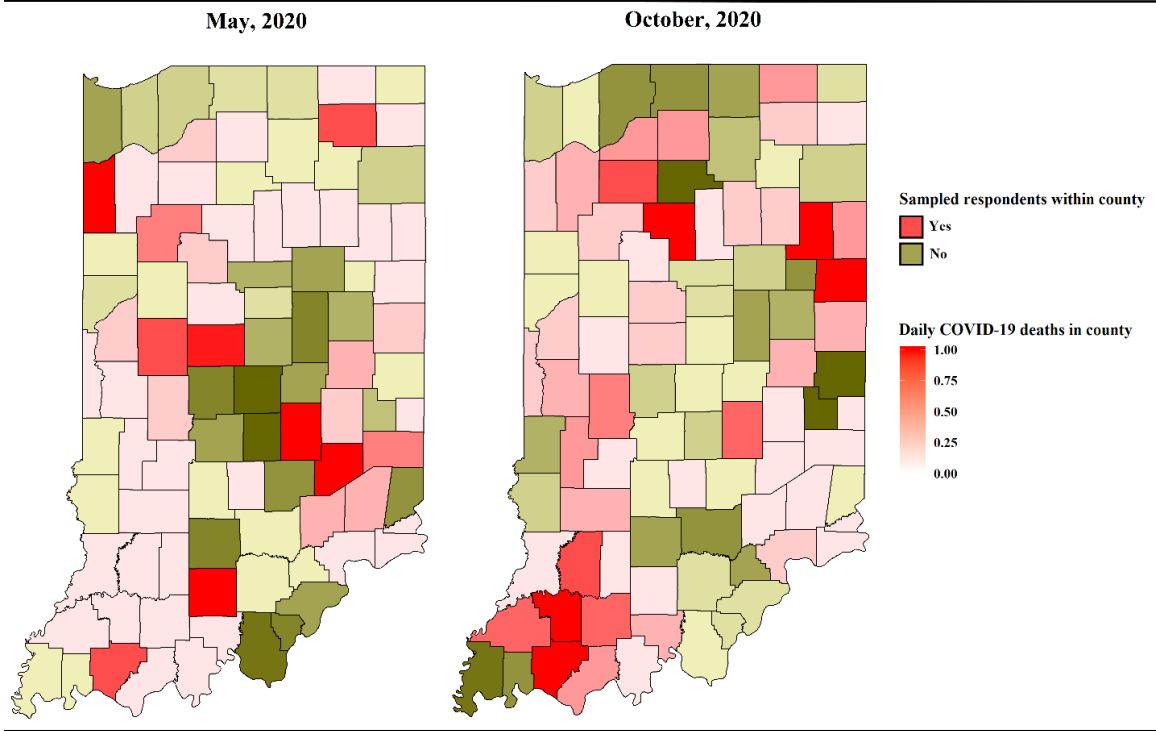 May, 2020
October, 2020
Sampled respondents within county
Yes
No
Daily COVID-19 deaths in county
1.00
0.75
0.50
0.25
0.00